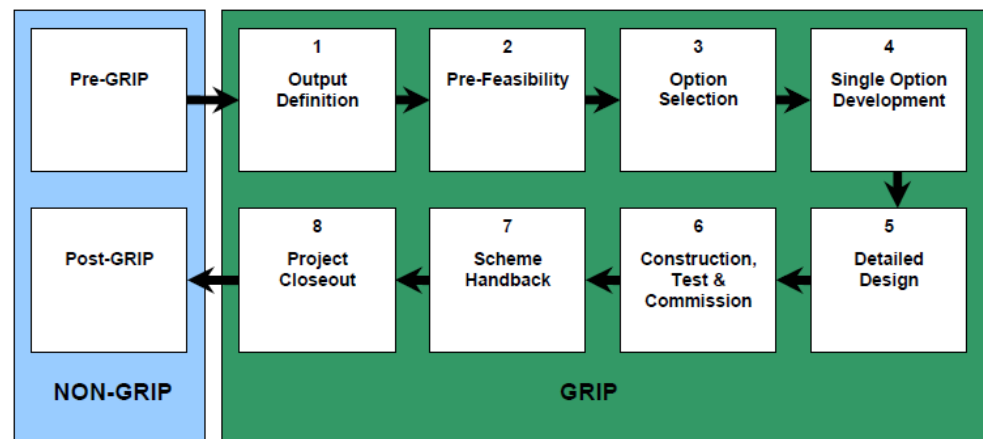 Pre-GRIP
1
Output
Definition
2
Pre-Feasibility
3
Option
Selection
4
Single Option
Development
Post-GRIP
8
Project
Closeout
7
Scheme
Handback
6
Construction,
Test &
Commission
5
Detailed
Design
NON-GRIP
GRIP